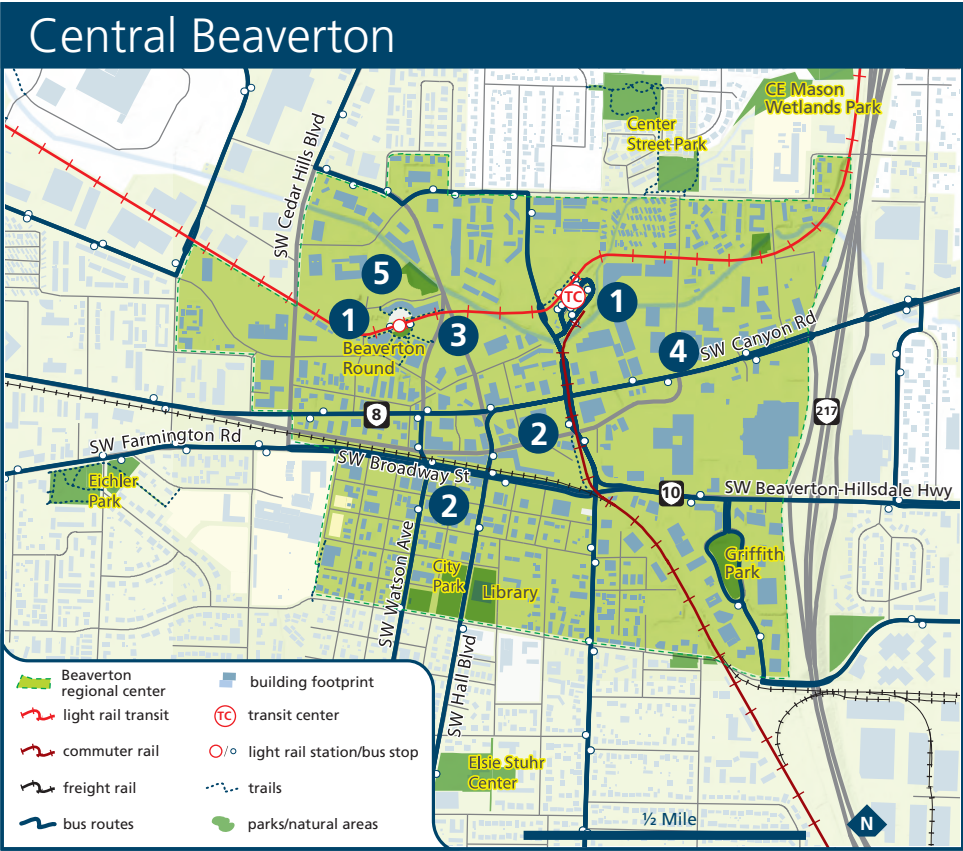 Central Beaverton
CE Mason
Wetlands Park
Center
Street Park
SW Cedar Hills Blvd
5
TC
1
1
3
Beaverton
Round
4
SW Canyon Rd
8
217
2
SW Farmington Rd
SW Broadway St
Eichler
Park
10
SW Beaverton-Hillsdale Hwy
2
SW Watson Ave
Griffith
Park
City
Park
Library
SW Hall Blvd
Elsie Stuhr
Center
½ Mile
N
Beaverton
regional center
light rail transit
commuter rail
freight rail
bus routes
building footprint
TC
transit center
/
light rail station/bus stop
trails
parks/natural areas